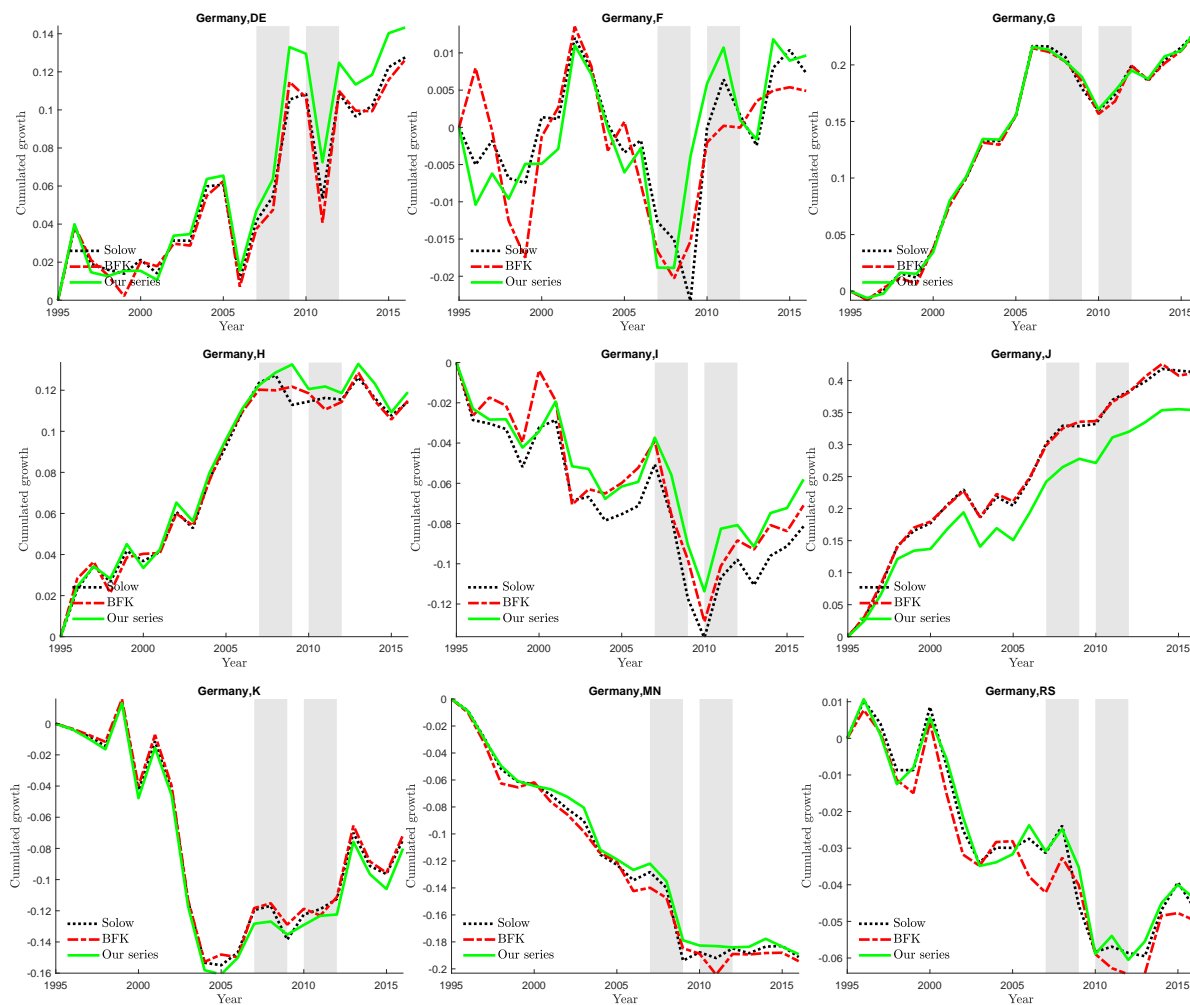 Germany,DE
Cumulated growth
0.14
0.12
0.1
0.08
0.06
0.04
0.02
0
Solow
BFK
Our series
1995 2000 2005 2010 2015
Year
Germany,F
Cumulated growth
0.01
0.005
0
-0.005
-0.01
-0.015
-0.02
Solow
BFK
Our series
1995 2000 2005 2010 2015
Year
Germany,G
Cumulated growth
0.2
0.15
0.1
0.05
0
Solow
BFK
Our series
1995 2000 2005 2010 2015
Year
Germany,H
Cumulated growth
0.12
0.1
0.08
0.06
0.04
0.02
0
Solow
BFK
Our series
1995 2000 2005 2010 2015
Year
Germany,I
Cumulated growth
0
-0.02
-0.04
-0.06
-0.08
-0.1
-0.12
Solow
BFK
Our series
1995 2000 2005 2010 2015
Year
Germany,J
Cumulated growth
0.4
0.35
0.3
0.25
0.2
0.15
0.1
0.05
0
Solow
BFK
Our series
1995 2000 2005 2010 2015
Year
Germany,K
Cumulated growth
0
-0.02
-0.04
-0.06
-0.08
-0.1
-0.12
-0.14
-0.16
Solow
BFK
Our series
1995 2000 2005 2010 2015
Year
Germany,MN
Cumulated growth
0
-0.02
-0.04
-0.06
-0.08
-0.1
-0.12
-0.14
-0.16
-0.18
-0.2
Solow
BFK
Our series
1995 2000 2005 2010 2015
Year
Germany,RS
Cumulated growth
0.01
0
-0.01
-0.02
-0.03
-0.04
-0.05
-0.06
Solow
BFK
Our series
1995 2000 2005 2010 2015
Year